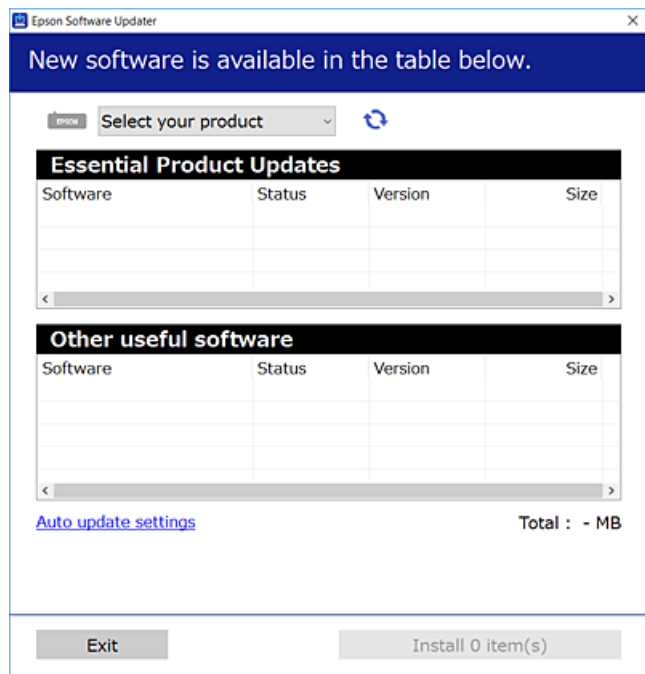 Epson Software Updater
New software is available in the table below.
EPSON Select your product
Essential Product Updates
Software Status Version Size
Other useful software
Software Status Version Size
Auto update settings Total : - MB
Exit Install 0 item(s)